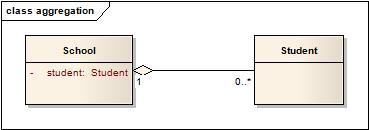 class aggregation
School
Student
- student: Student
1
0..*